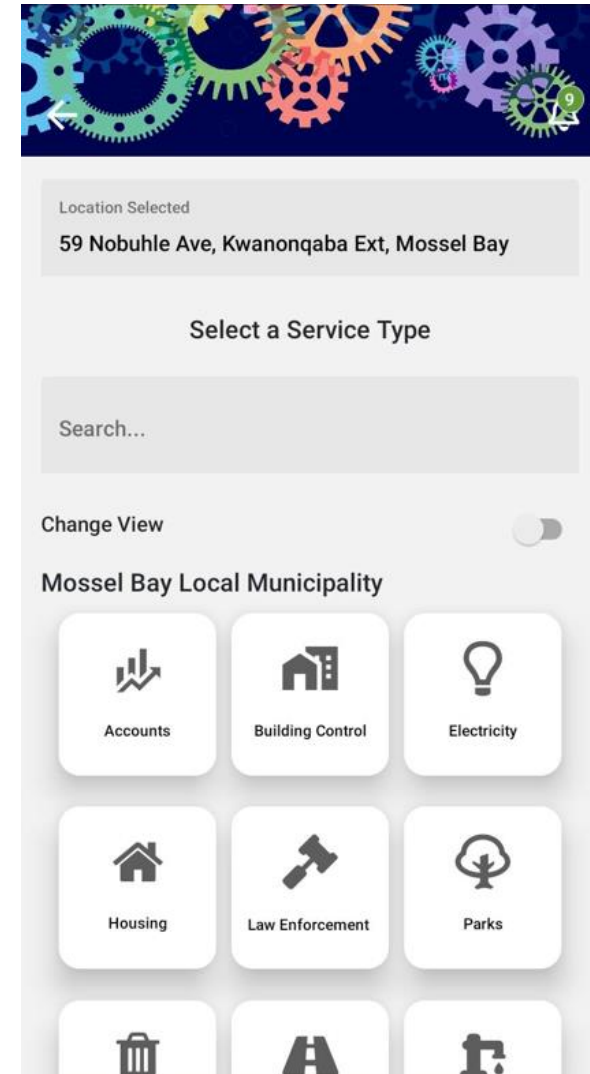 9
Location Selected
59 Nobuhle Ave, Kwanonqaba Ext, Mossel Bay
Select a Service Type
Search...
Change View
Mossel Bay Local Municipality
Accounts
Building Control
Electricity
Housing
Law Enforcement
Parks